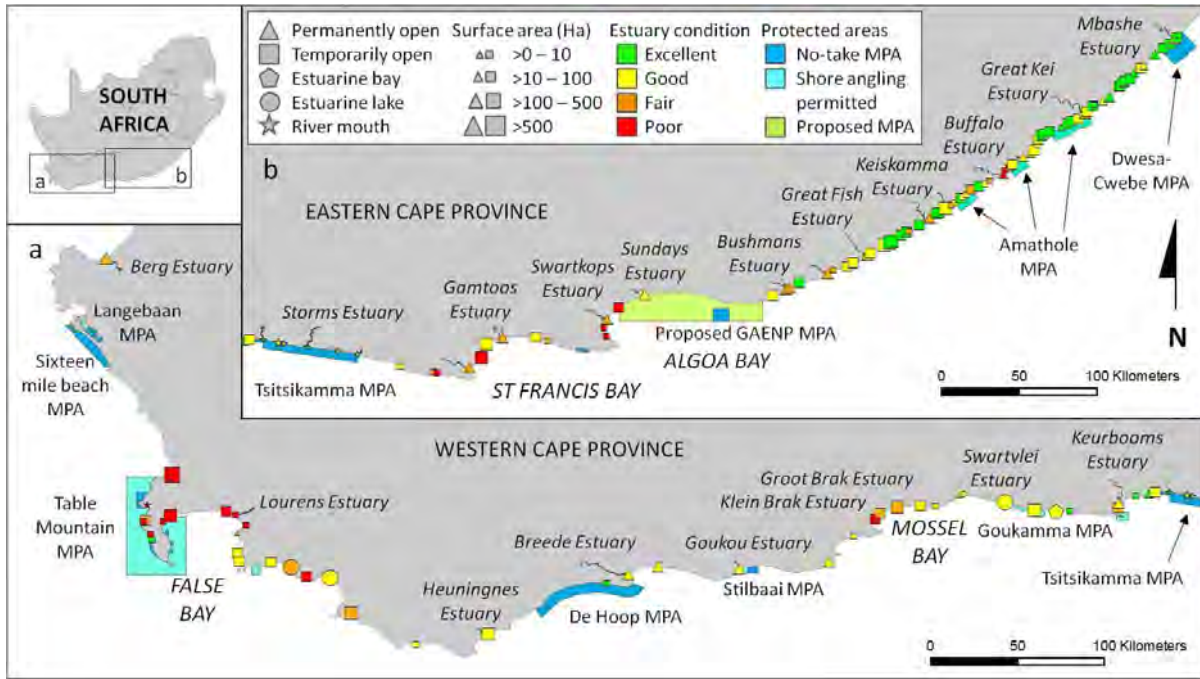 SOUTH
AFRICA
a
b
Permanently open
Temporarily open
Estuarine bay
Estuarine lake
River mouth
Surface area (Ha)
>0 – 10
>10 – 100
>100 – 500
>500
Estuary condition
Excellent
Good
Fair
Poor
Protected areas
No-take MPA
Shore angling
permitted
Proposed MPA
b
EASTERN CAPE PROVINCE
Mbashe
Estuary
Great Kei
Estuary
Buffalo
Estuary
Keiskamma
Estuary
Great Fish
Estuary
Bushmans
Estuary
Sundays
Estuary
Swartkops
Estuary
Gamtoos
Estuary
Storms Estuary
Dwesa-
Cwebe MPA
Amathole
MPA
Proposed GAENP MPA
ALGOA BAY
ST FRANCIS BAY
Tsitsikamma MPA
N
0 50 100 Kilometers
a
Berg Estuary
Langebaan
MPA
Sixteen
mile beach
MPA
WESTERN CAPE PROVINCE
Table
Mountain
MPA
Lourens Estuary
FALSE
BAY
Heuningnes
Estuary
Breede Estuary
De Hoop MPA
Goukou Estuary
Stilbaai MPA
Groot Brak Estuary
Klein Brak Estuary
MOSSEL
BAY
Swartvlei
Estuary
Goukamma MPA
Keurbooms
Estuary
Tsitsikamma MPA
0 50 100 Kilometers